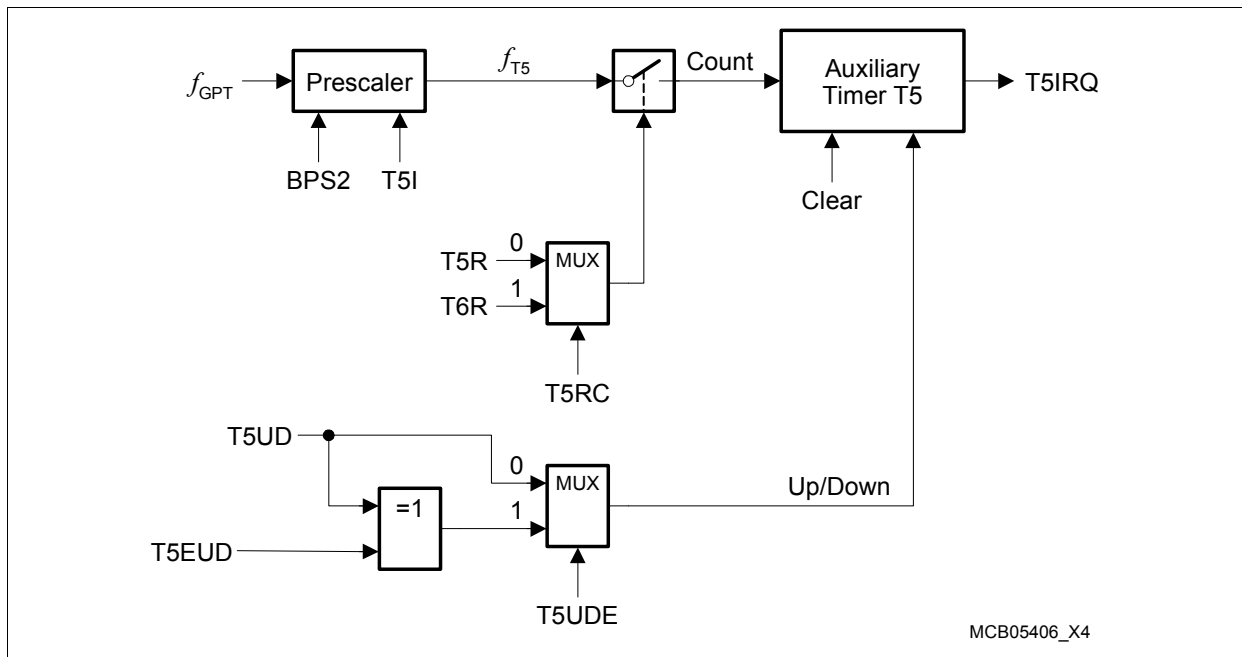 fGPT
Prescaler
fT5
Count
Auxiliary
Timer T5
T5IRQ
BPS2
T5I
Clear
T5R
0
MUX
T6R
1
T5RC
T5UD
0
MUX
Up/Down
=1
1
T5EUD
T5UDE
MCB05406_X4